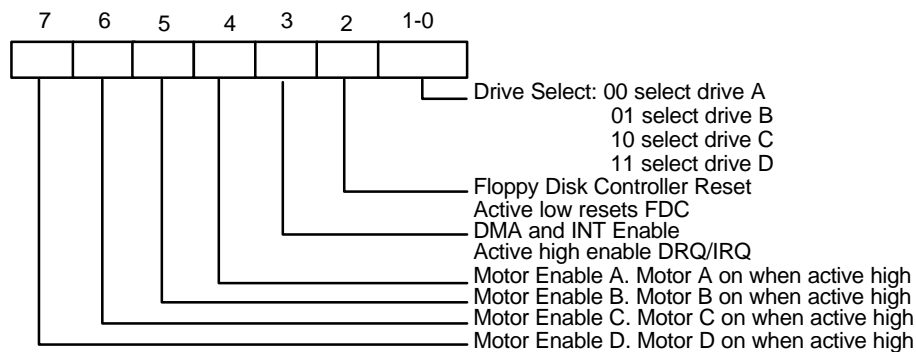 7 6 5 4 3 2 1-0
Drive Select: 00 select drive A
01 select drive B
10 select drive C
11 select drive D
Floppy Disk Controller Reset
Active low resets FDC
DMA and INT Enable
Active high enable DRQ/IRQ
Motor Enable A. Motor A on when active high
Motor Enable B. Motor B on when active high
Motor Enable C. Motor C on when active high
Motor Enable D. Motor D on when active high